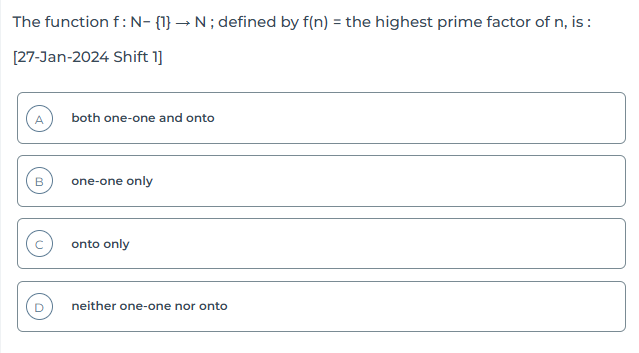 The function f : N− {1} → N ; defined by f(n) = the highest prime factor of n, is :
[27-Jan-2024 Shift 1]
A both one-one and onto
B one-one only
C onto only
D neither one-one nor onto